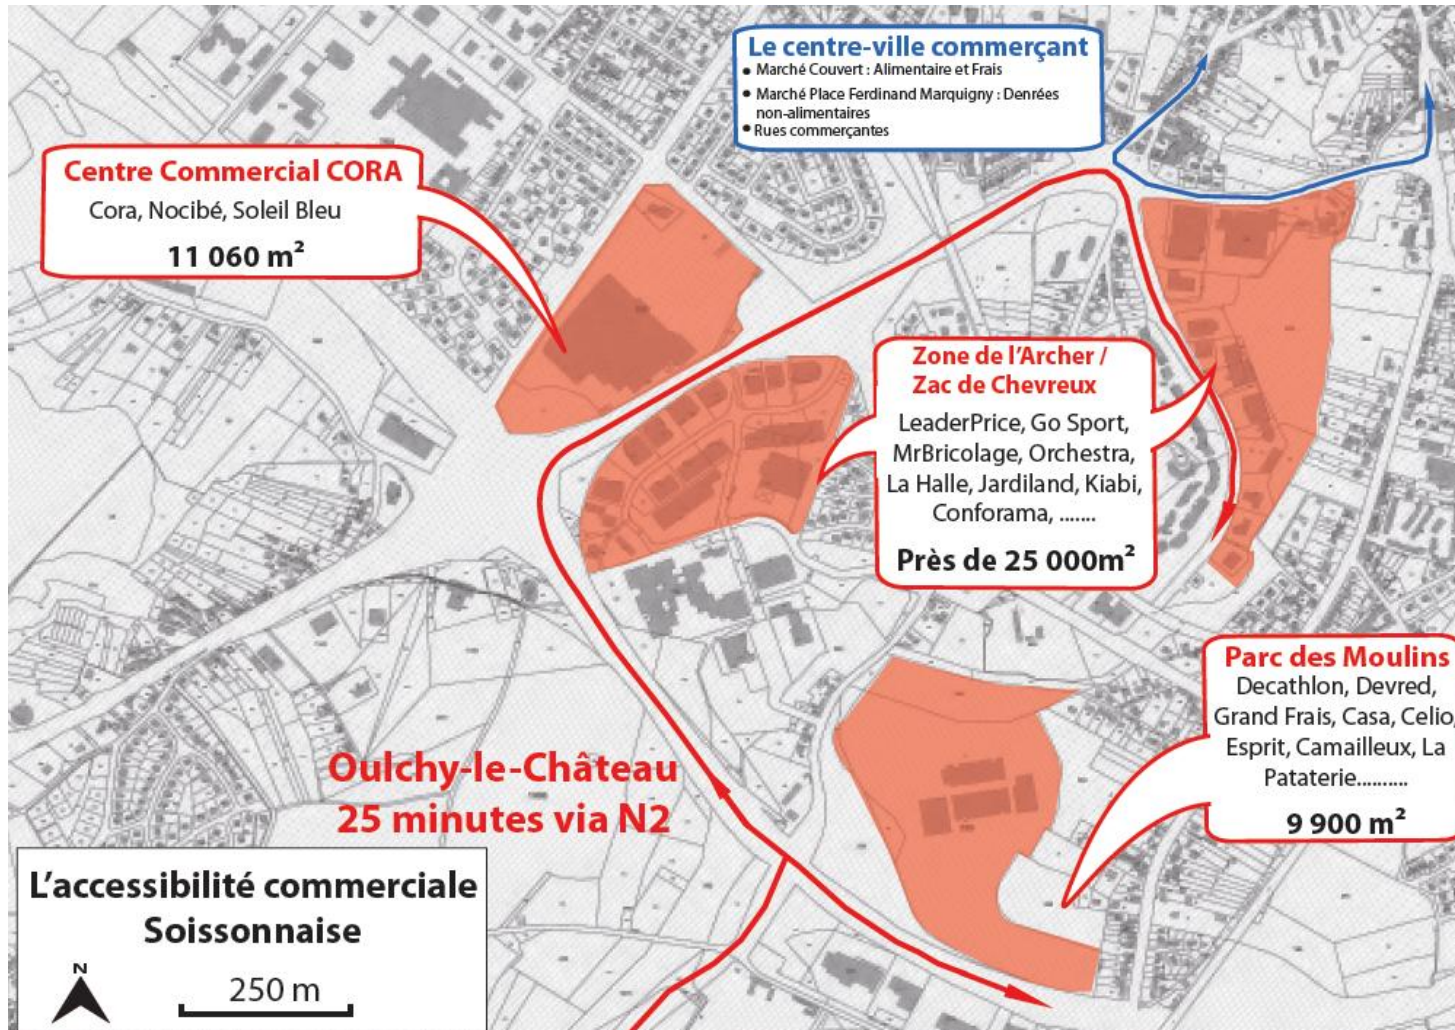 Le centre-ville commerçant
• Marché Couvert : Alimentaire et Frais
• Marché Place Ferdinand Marquigny : Denrées
non-alimentaires
• Rues commerçantes
Centre Commercial CORA
Cora, Nocibé, Soleil Bleu
11 060 m²
Zone de l'Archer /
Zac de Chevreux
LeaderPrice, Go Sport,
MrBricolage, Orchestra,
La Halle, Jardiland, Kiabi,
Conforama, .......
Près de 25 000m²
Parc des Moulins
Decathlon, Devred,
Grand Frais, Casa, Celio,
Esprit, Camailleux, La
Pataterie..........
9 900 m²
Oulchy-le-Château
25 minutes via N2
L'accessibilité commerciale
Soissonnaise
N
250 m